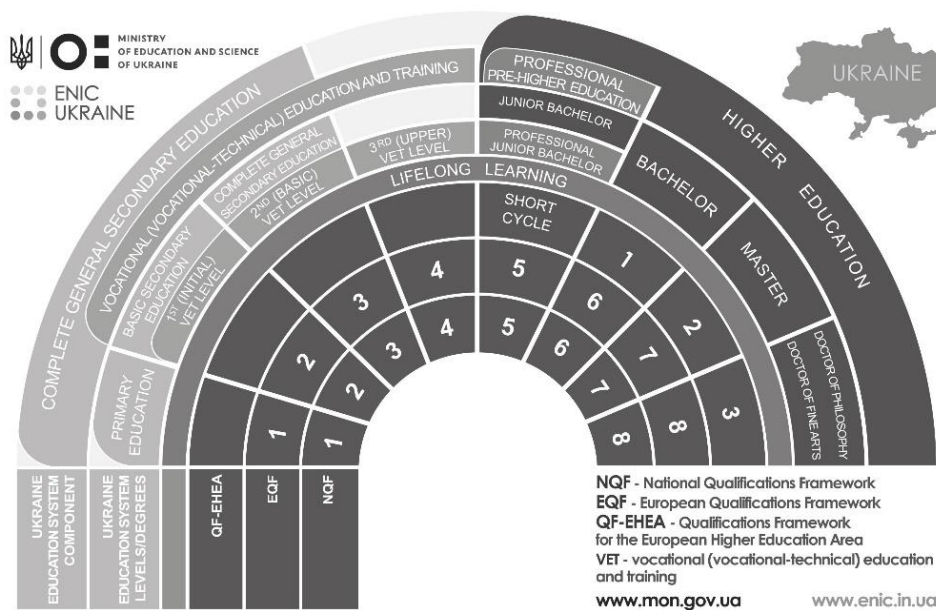 MINISTRY
OF EDUCATION AND SCIENCE
OF UKRAINE
ENIC
UKRAINE
UKRAINE
COMPLETE GENERAL SECONDARY EDUCATION
VOCATIONAL (VOCATIONAL-TECHNICAL) EDUCATION AND TRAINING
HIGHER EDUCATION
PROFESSIONAL
PRE-HIGHER EDUCATION
PRIMARY
EDUCATION
BASIC SECONDARY
EDUCATION
1ST (INITIAL)
VET LEVEL
COMPLETE GENERAL
SECONDARY EDUCATION
2ND (BASIC)
VET LEVEL
3RD (UPPER)
VET LEVEL
JUNIOR BACHELOR
PROFESSIONAL
JUNIOR BACHELOR
BACHELOR
MASTER
DOCTOR OF PHILOSOPHY
DOCTOR OF FINE ARTS
LIFELONG LEARNING
SHORT
CYCLE
1
2
3
1
2
3
4
5
6
7
8
1
2
3
4
5
6
7
8
UKRAINE
EDUCATION SYSTEM
COMPONENT
UKRAINE
EDUCATION SYSTEM
LEVELS/DEGREES
QF-EHEA
EQF
NQF
NQF - National Qualifications Framework
EQF - European Qualifications Framework
QF-EHEA - Qualifications Framework
for the European Higher Education Area
VET - vocational (vocational-technical) education
and training
www.mon.gov.ua
www.enic.in.ua